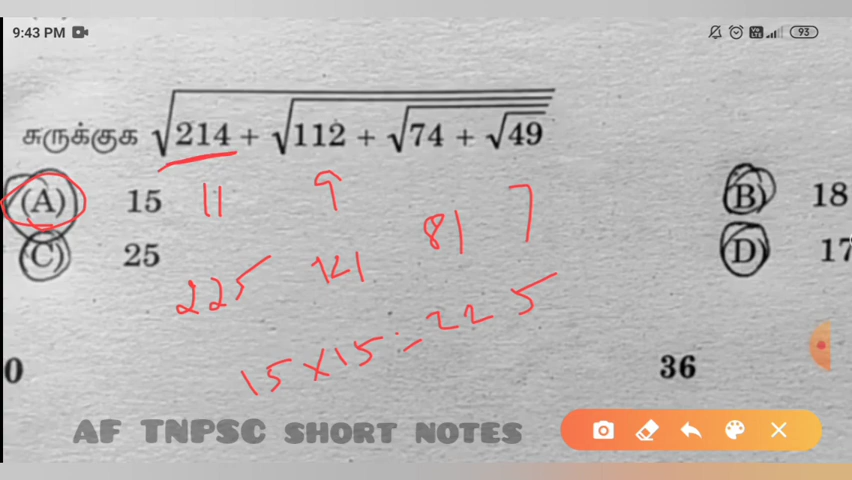 9:43 PM
93
சுருக்குக √214 + √112 + √74 + √49
(A) 15
(B) 18
(C) 25
(D) 17
11 9
81 7
225 121
15 × 15 = 225
0
36
AF TNPSC SHORT NOTES